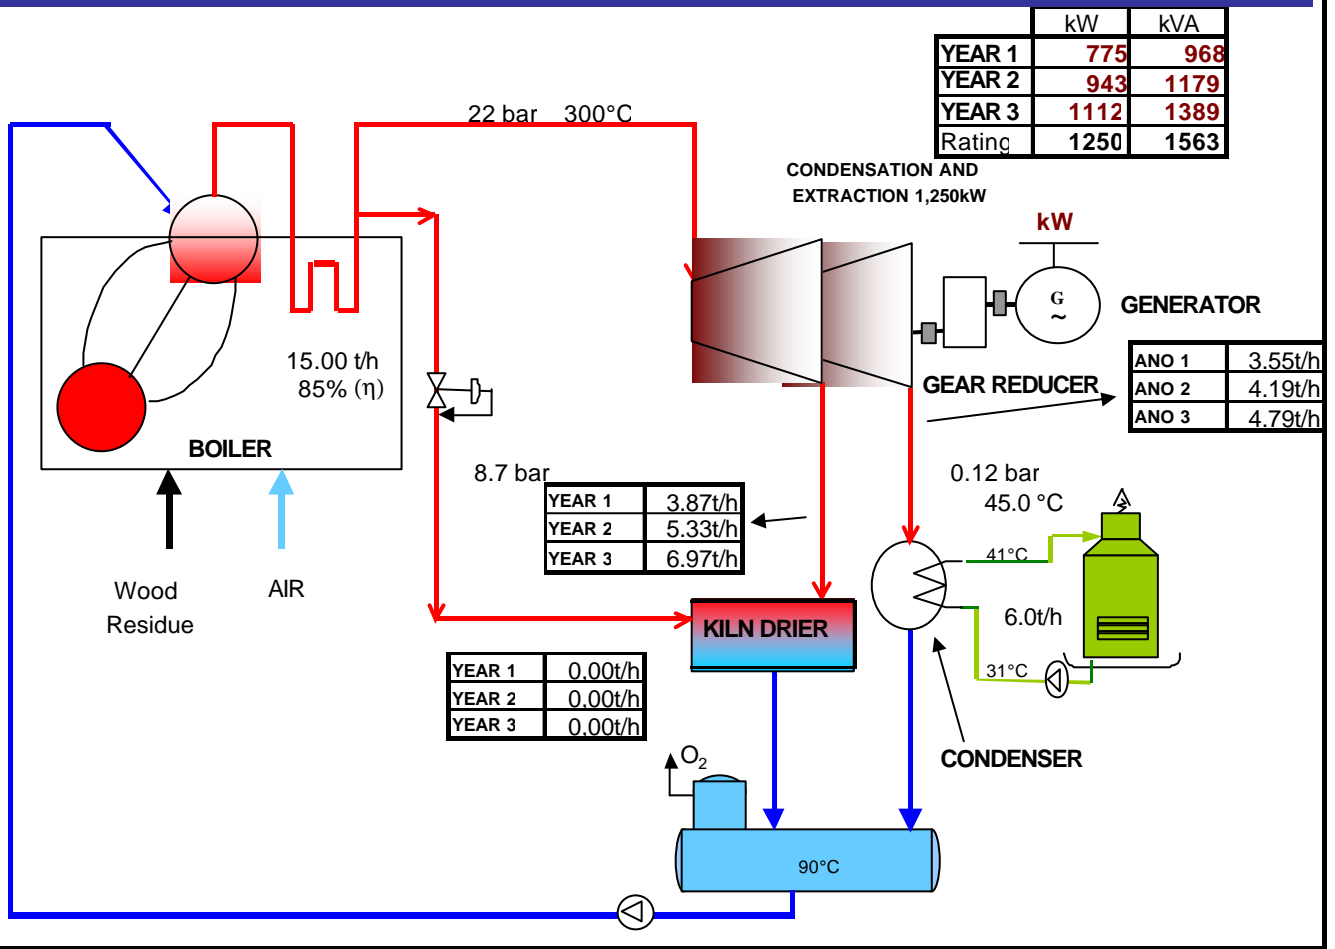 kW kVA
YEAR 1 775 968
YEAR 2 943 1179
YEAR 3 1112 1389
Rating 1250 1563
22 bar 300°C
CONDENSATION AND
EXTRACTION 1,250kW
kW
G
~
GENERATOR
15.00 t/h
85% (η)
BOILER
GEAR REDUCER
ANO 1 3.55t/h
ANO 2 4.19t/h
ANO 3 4.79t/h
8.7 bar
YEAR 1 3.87t/h
YEAR 2 5.33t/h
YEAR 3 6.97t/h
0.12 bar
45.0 °C
41°C
6.0t/h
31°C
Wood
Residue
AIR
KILN DRIER
YEAR 1 0,00t/h
YEAR 2 0,00t/h
YEAR 3 0,00t/h
CONDENSER
O₂
90°C